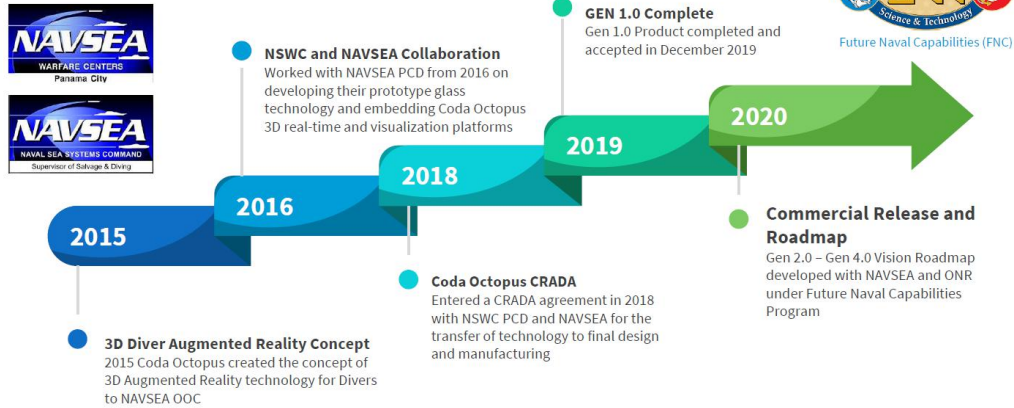 NAVSEA
WARFARE CENTERS
Panama City
NAVSEA
NAVAL SEA SYSTEMS COMMAND
Supervisor of Salvage & Diving
NSWC and NAVSEA Collaboration
Worked with NAVSEA PCD from 2016 on
developing their prototype glass
technology and embedding Coda Octopus
3D real-time and visualization platforms
GEN 1.0 Complete
Gen 1.0 Product completed and
accepted in December 2019
Science & Technology
Future Naval Capabilities (FNC)
2015
2016
2018
2019
2020
3D Diver Augmented Reality Concept
2015 Coda Octopus created the concept of
3D Augmented Reality technology for Divers
to NAVSEA OOC
Coda Octopus CRADA
Entered a CRADA agreement in 2018
with NSWC PCD and NAVSEA for the
transfer of technology to final design
and manufacturing
Commercial Release and
Roadmap
Gen 2.0 – Gen 4.0 Vision Roadmap
developed with NAVSEA and ONR
under Future Naval Capabilities
Program